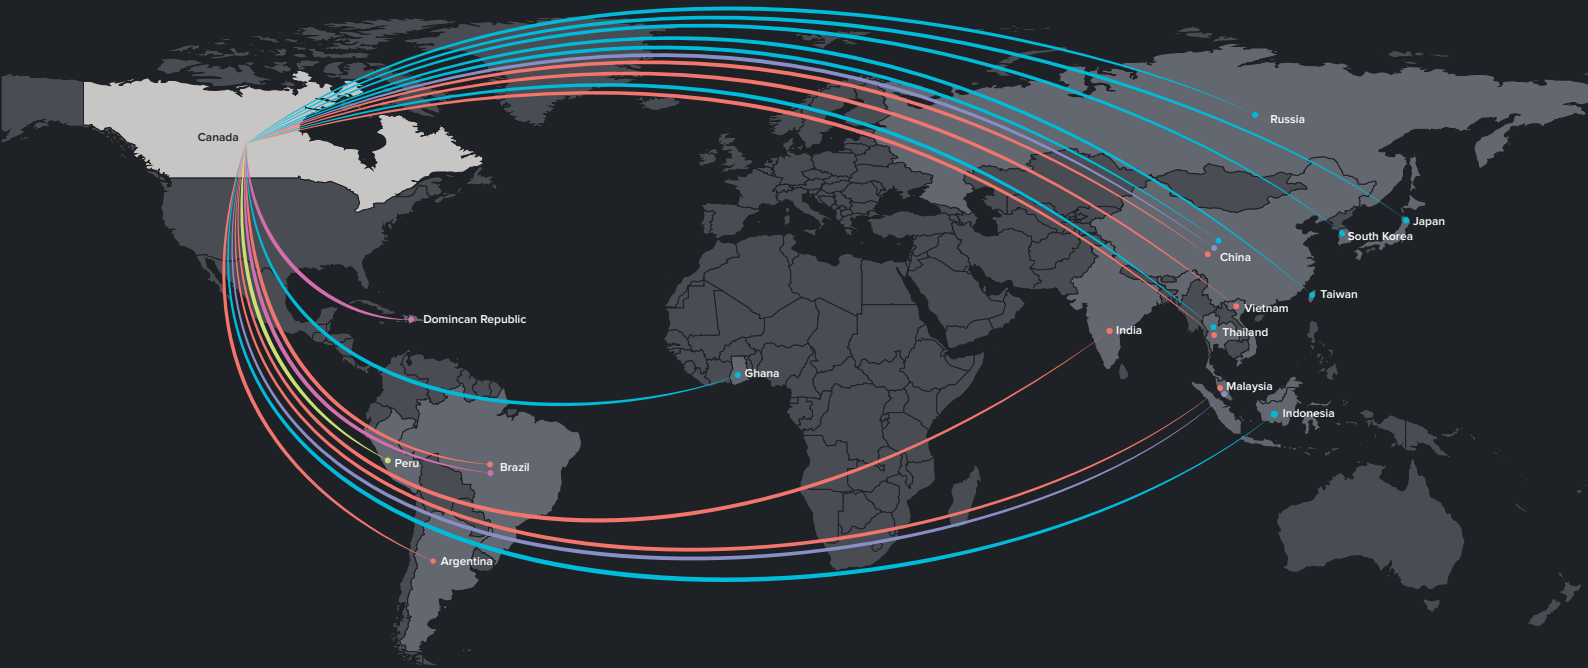 Canada
Russia
Japan
South Korea
China
Taiwan
Vietnam
Domincan Republic
India
Thailand
Ghana
Malaysia
Indonesia
Peru
Brazil
Argentina